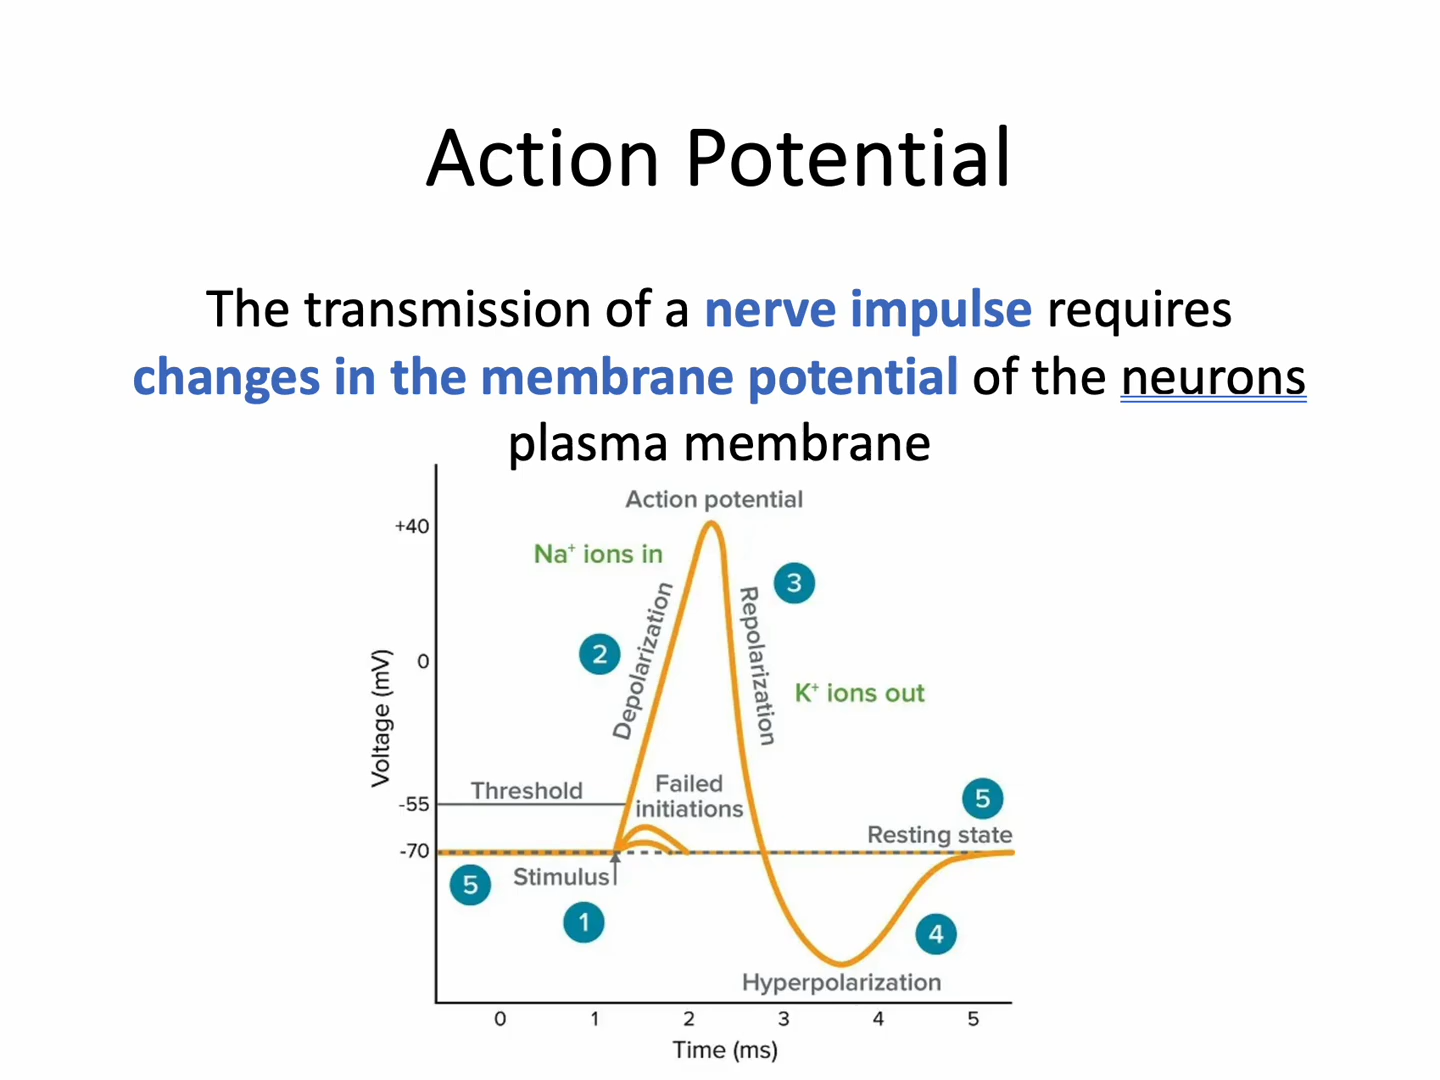 Action Potential
The transmission of a nerve impulse requires
changes in the membrane potential of the neurons
plasma membrane
Action potential
+40
Na⁺ ions in
3
Depolarization
Repolarization
2
0
K⁺ ions out
Voltage (mV)
Threshold
Failed
initiations
-55
5
Resting state
-70
Stimulus
5
1
4
Hyperpolarization
0 1 2 3 4 5
Time (ms)